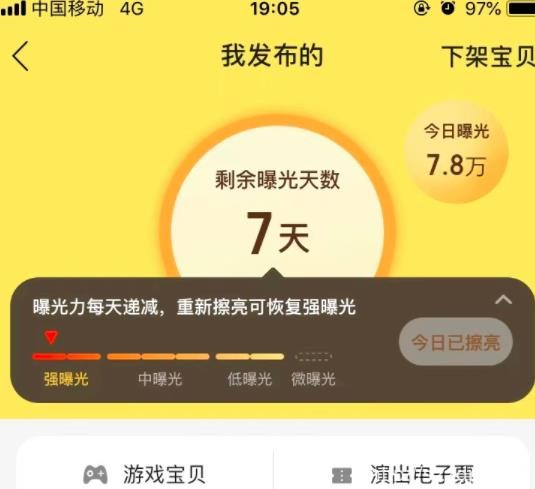 中国移动 4G 19:05 97%
我发布的 下架宝贝
今日曝光
7.8万
剩余曝光天数
7天
曝光力每天递减，重新擦亮可恢复强曝光
今日已擦亮
强曝光 中曝光 低曝光 微曝光
游戏宝贝 演出电子票